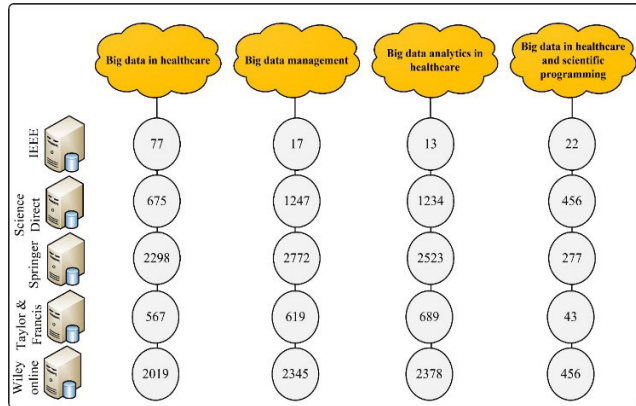 Big data in healthcare
Big data management
Big data analytics in
healthcare
Big data in healthcare
and scientific
programming
IEEE
77
17
13
22
Science
Direct
675
1247
1234
456
Springer
2298
2772
2523
277
Taylor &
Francis
567
619
689
43
Wiley
online
2019
2345
2378
456